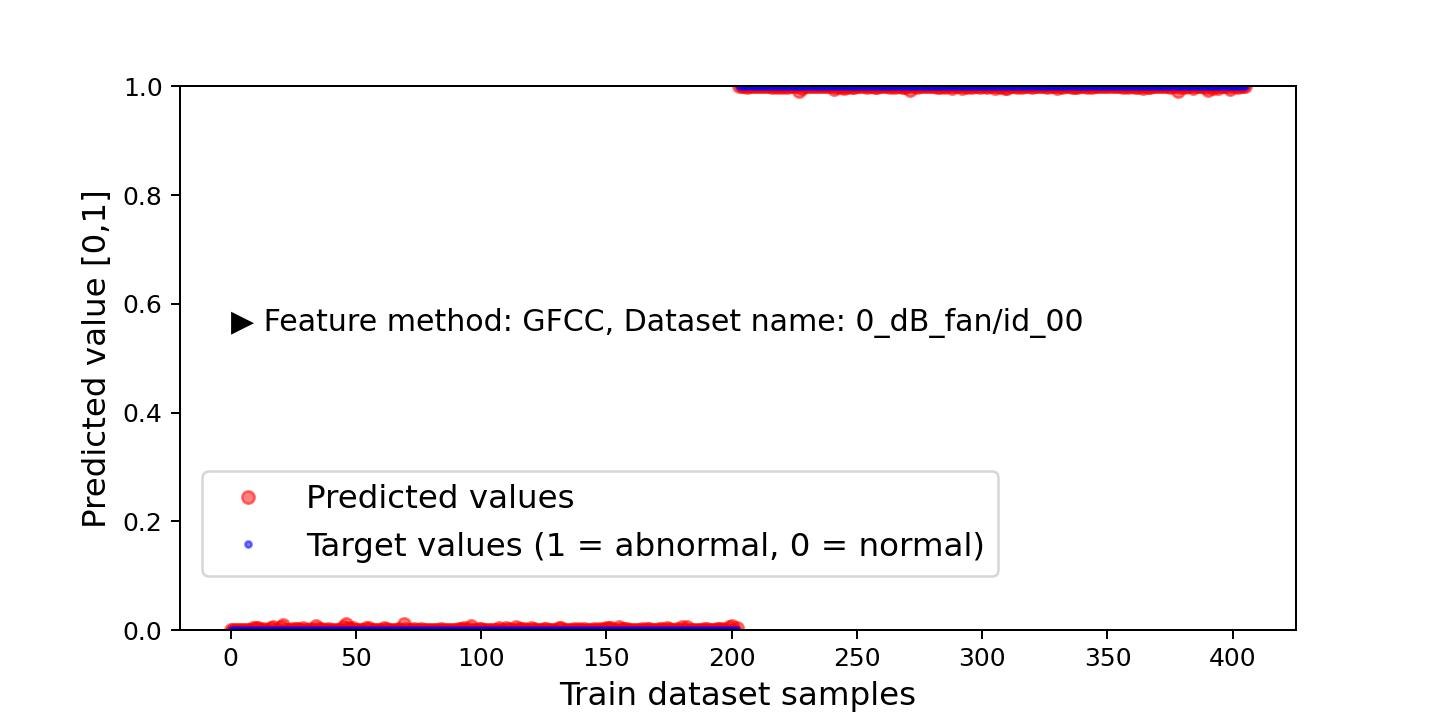 1.0
0.8
0.6
0.4
0.2
0.0
Predicted value [0,1]
▶ Feature method: GFCC, Dataset name: 0_dB_fan/id_00
Predicted values
Target values (1 = abnormal, 0 = normal)
0 50 100 150 200 250 300 350 400
Train dataset samples